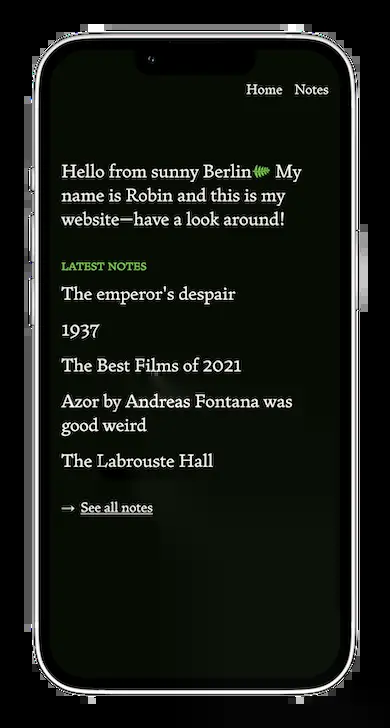 Home Notes
Hello from sunny Berlin🌿 My
name is Robin and this is my
website—have a look around!
LATEST NOTES
The emperor's despair
1937
The Best Films of 2021
Azor by Andreas Fontana was
good weird
The Labrouste Hall
→ See all notes